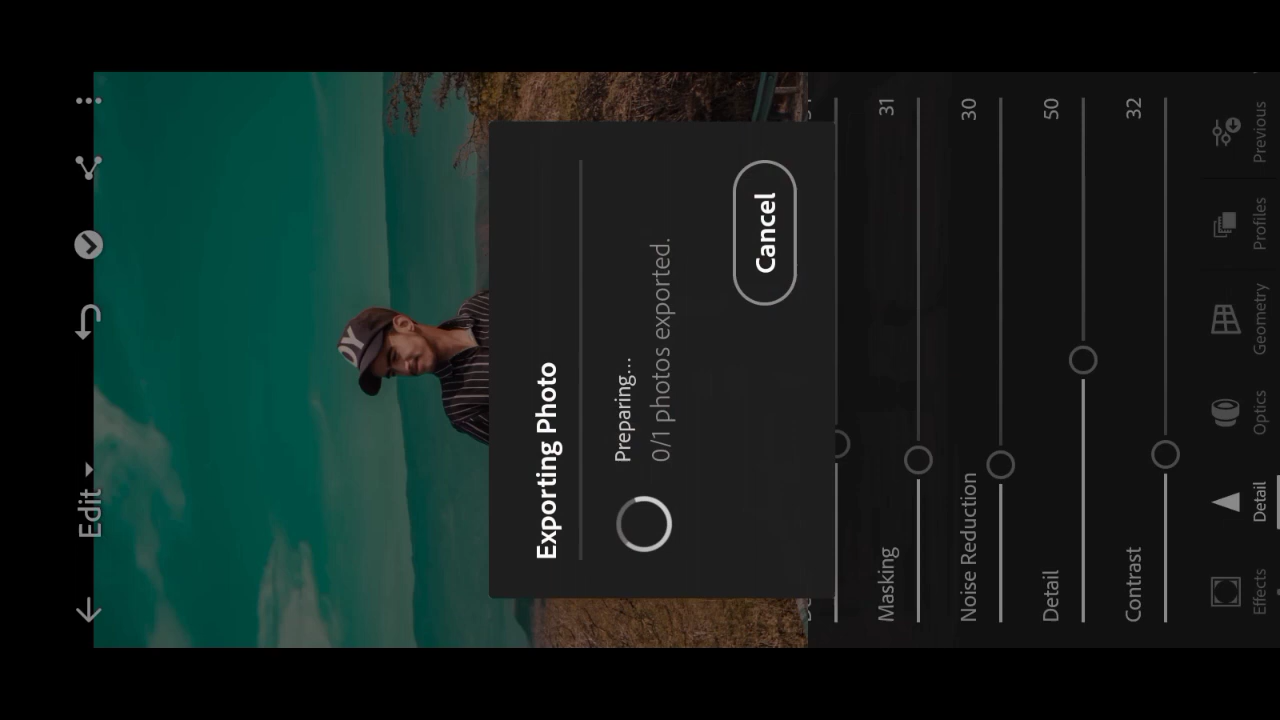 Edit
DY
Exporting Photo
Preparing...
0/1 photos exported.
Cancel
Masking 31
Noise Reduction 30
Detail 50
Contrast 32
Effects
Detail
Optics
Geometry
Profiles
Previous